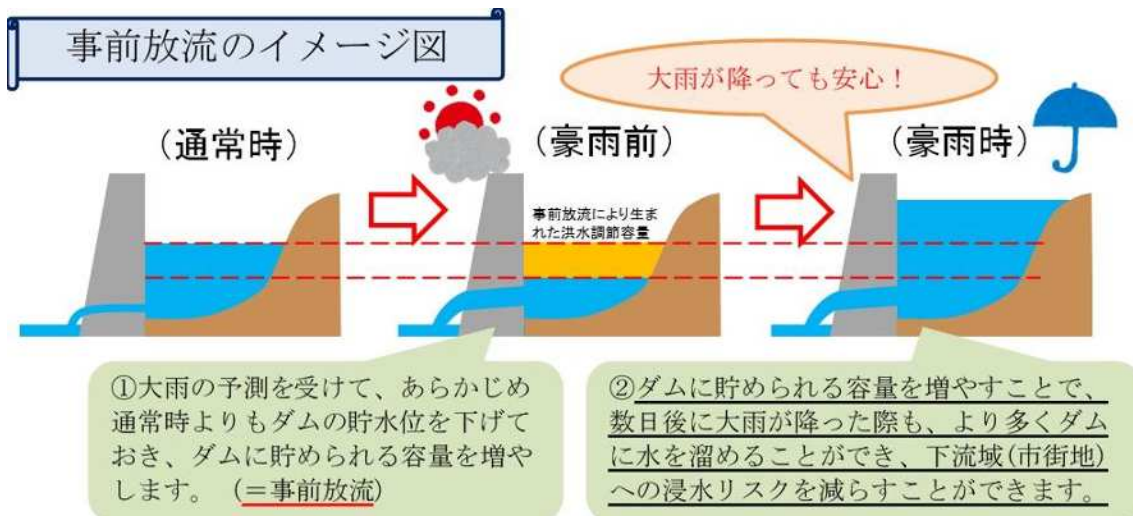 事前放流のイメージ図
大雨が降っても安心！
（通常時）
（豪雨前）
（豪雨時）
事前放流により生ま
れた洪水調節容量
①大雨の予測を受けて、あらかじめ
通常時よりもダムの貯水位を下げて
おき、ダムに貯められる容量を増や
します。（＝事前放流）
②ダムに貯められる容量を増やすことで、
数日後に大雨が降った際も、より多くダム
に水を溜めることができ、下流域(市街地)
への浸水リスクを減らすことができます。